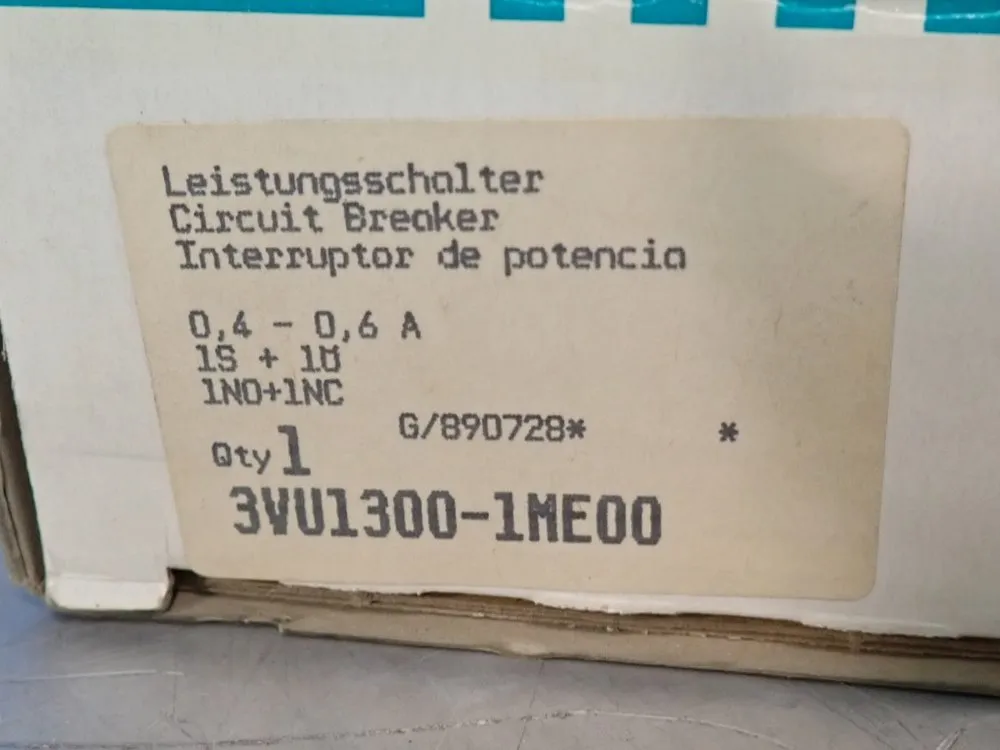 Leistungsschalter
Circuit Breaker
Interruptor de potencia
0,4 - 0,6 A
1S + 1Ö
1NO+1NC
G/890728* *
Qty 1
3VU1300-1ME00